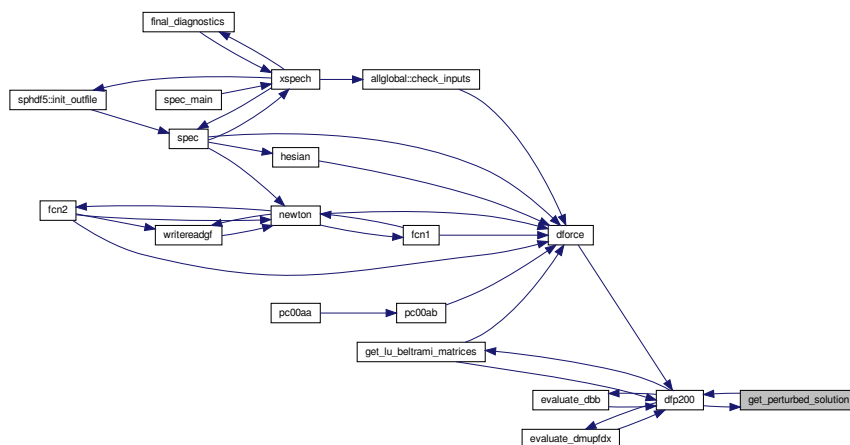 final_diagnostics
xspech
allglobal::check_inputs
sphdf5::init_outfile
spec_main
spec
hesian
fcn2
newton
writereadgf
fcn1
dforce
pc00aa
pc00ab
get_lu_beltrami_matrices
evaluate_dbb
dfp200
get_perturbed_solution
evaluate_dmupfdx